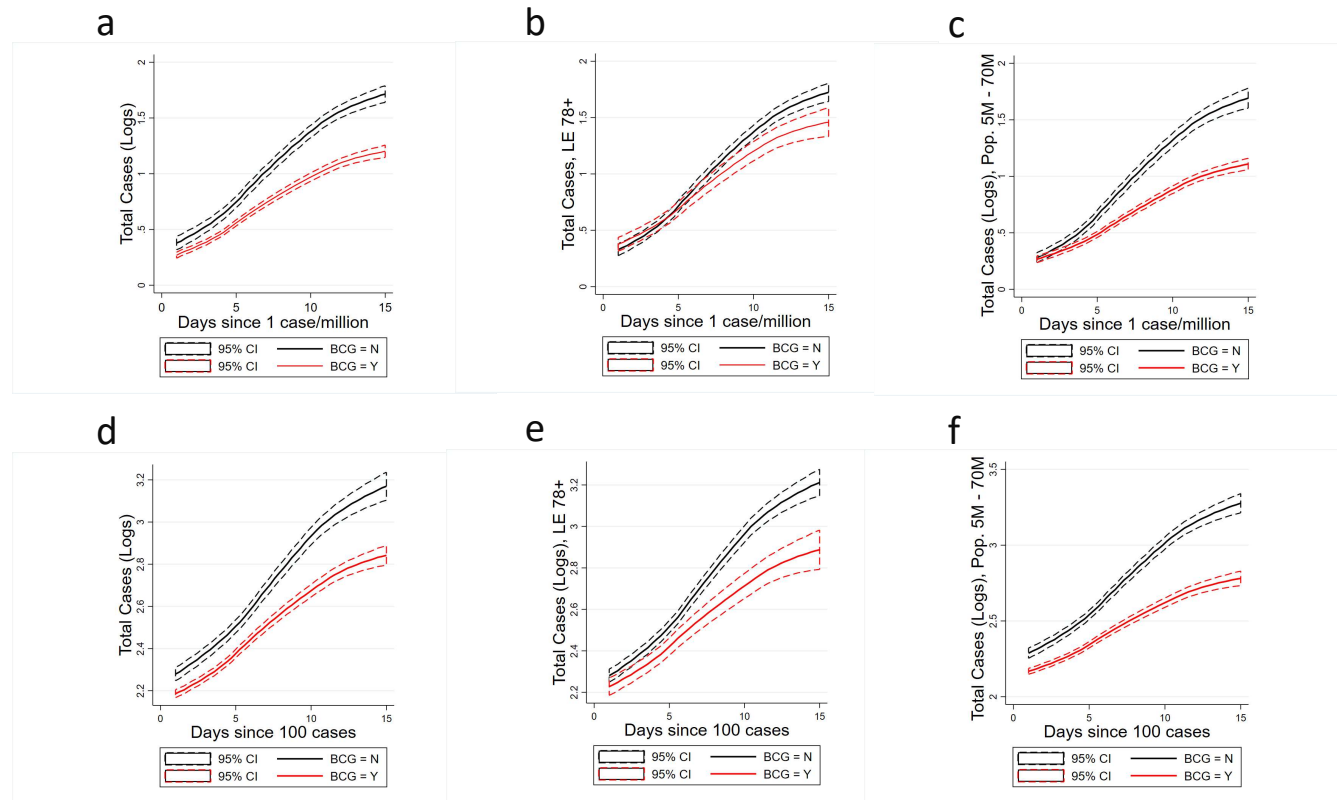 a
b
c
Total Cases (Logs)
2
1.5
1
.5
0
0
5
10
15
Days since 1 case/million
95% CI
BCG = N
95% CI
BCG = Y
Total Cases, LE 78+
2
1.5
1
.5
0
0
5
10
15
Days since 1 case/million
95% CI
BCG = N
95% CI
BCG = Y
Total Cases (Logs), Pop. 5M - 70M
2
1.5
1
.5
0
0
5
10
15
Days since 1 case/million
95% CI
BCG = N
95% CI
BCG = Y
d
e
f
Total Cases (Logs)
3.2
3
2.8
2.6
2.4
2.2
0
5
10
15
Days since 100 cases
95% CI
BCG = N
95% CI
BCG = Y
Total Cases (Logs), LE 78+
3.2
3
2.8
2.6
2.4
2.2
0
5
10
15
Days since 100 cases
95% CI
BCG = N
95% CI
BCG = Y
Total Cases (Logs), Pop. 5M - 70M
3.5
3
2.5
2
0
5
10
15
Days since 100 cases
95% CI
BCG = N
95% CI
BCG = Y